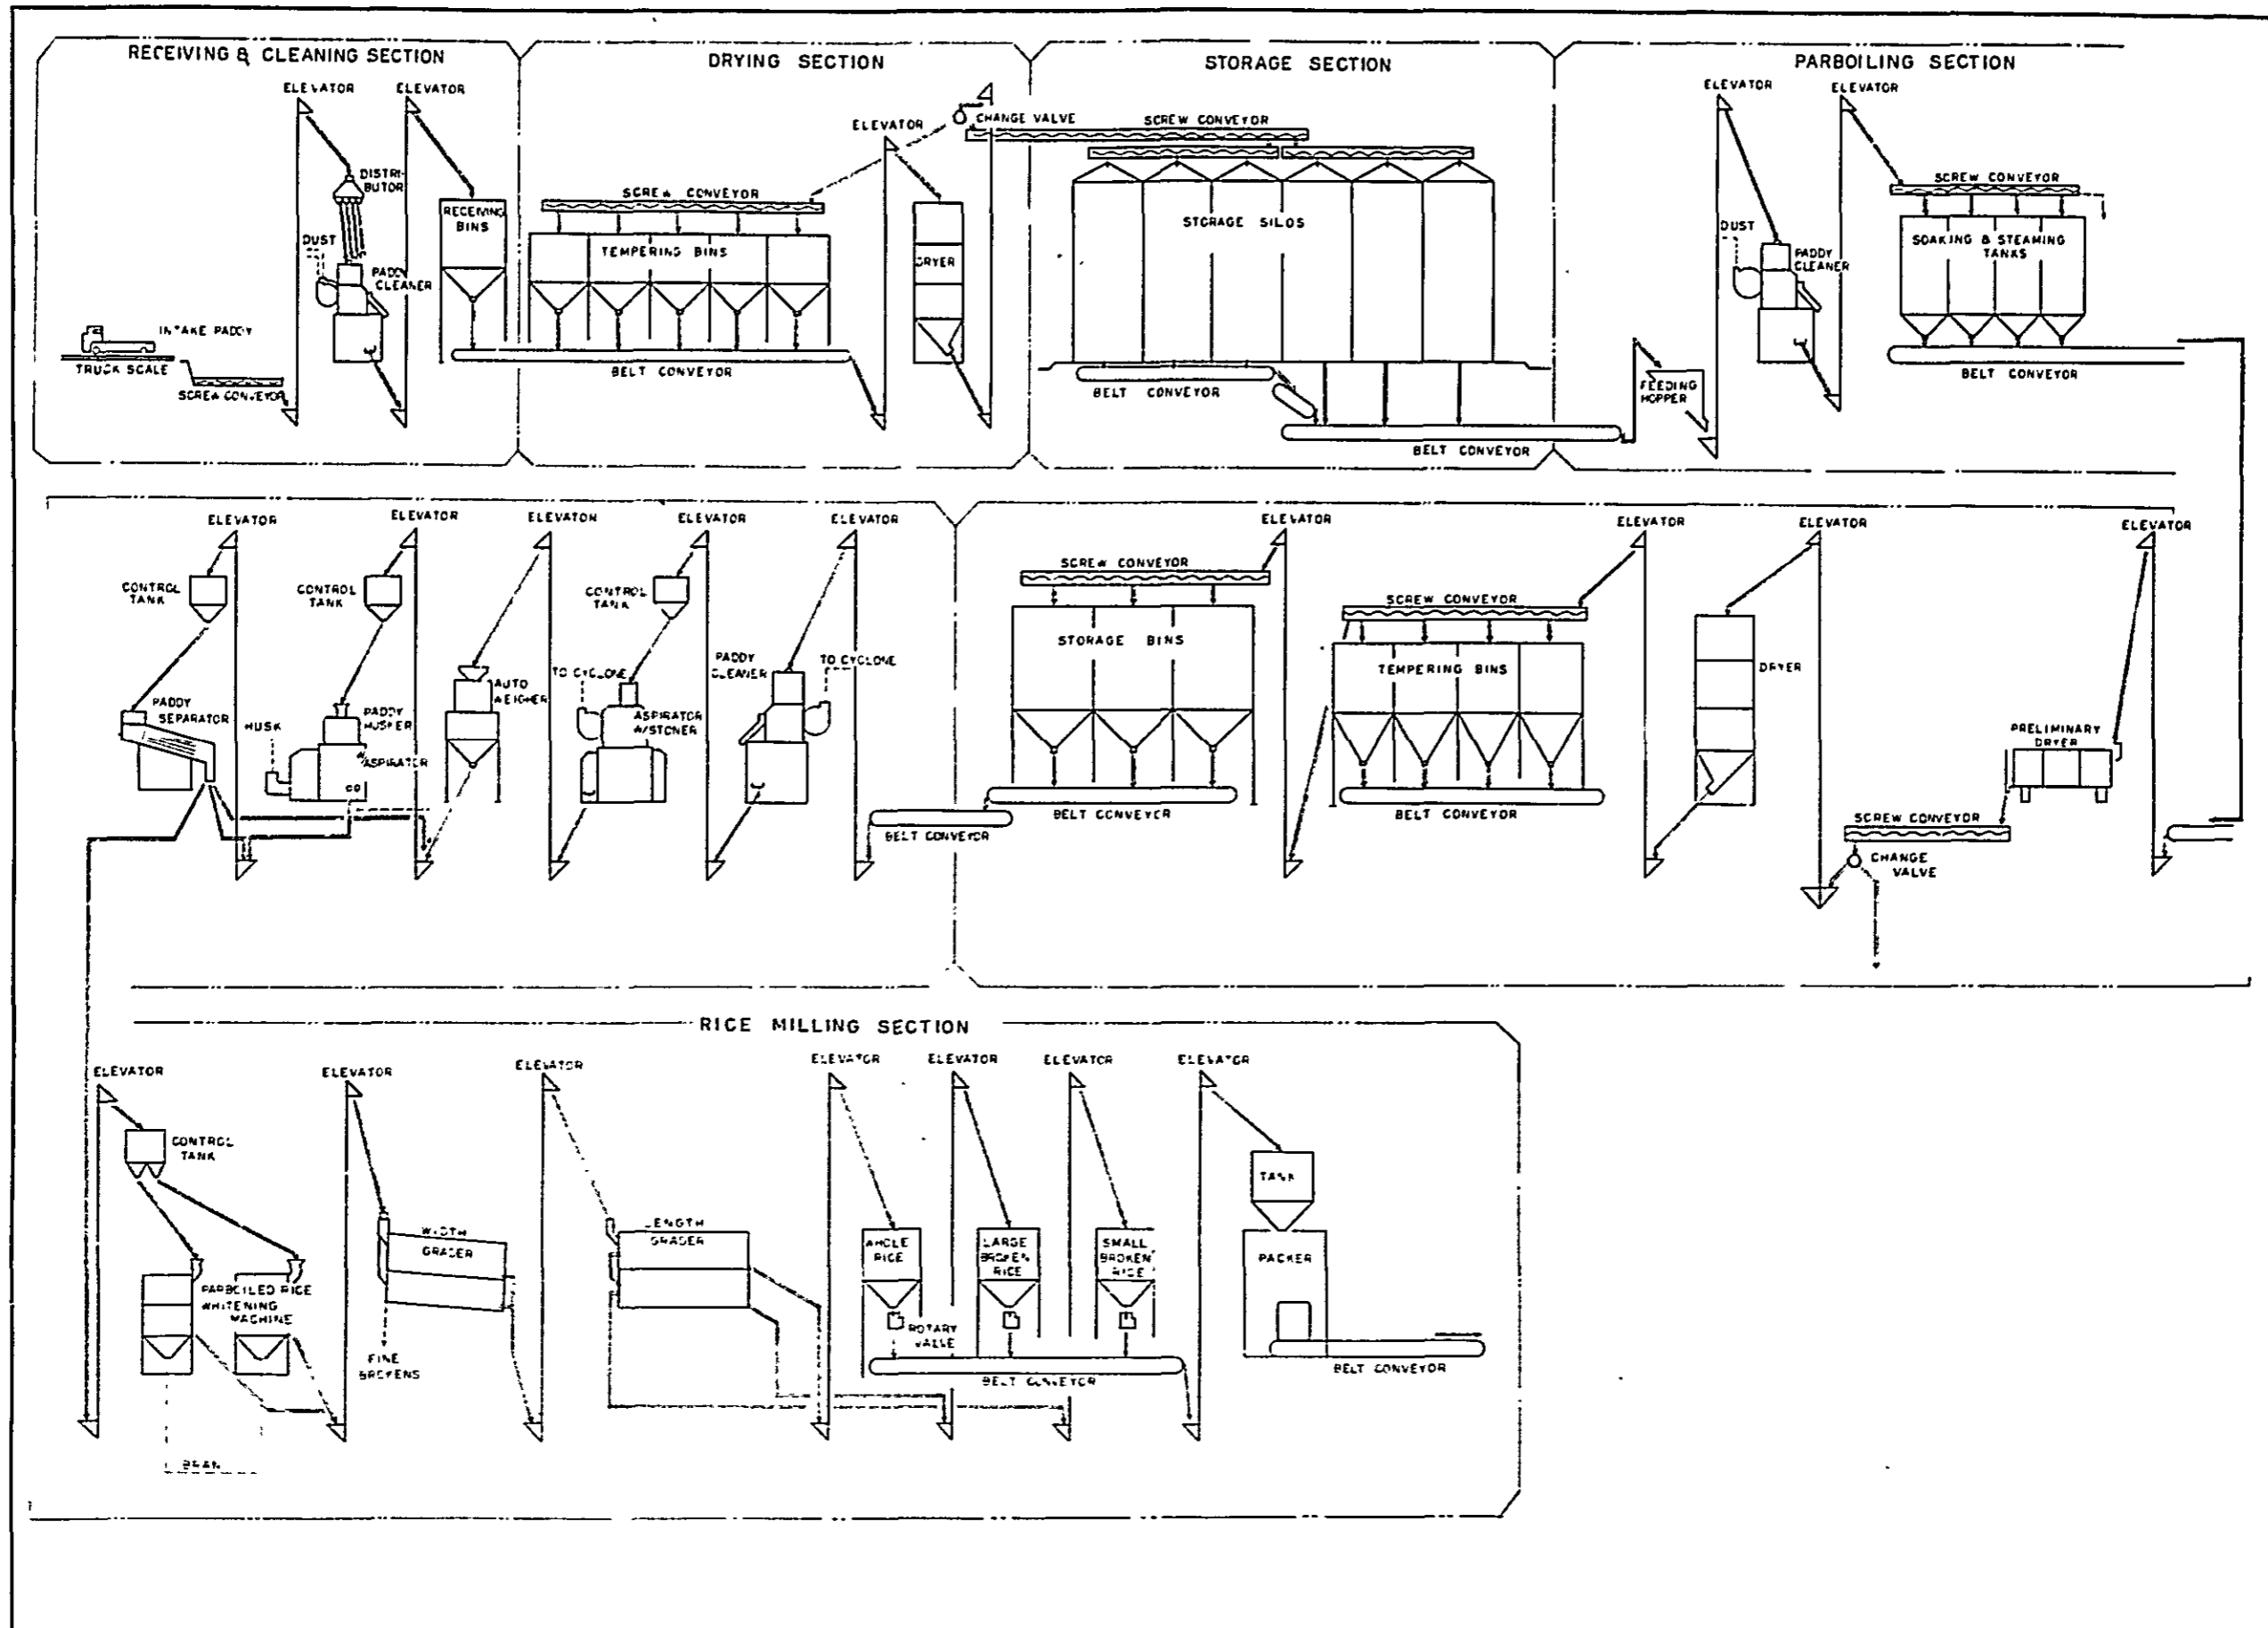 RECEIVING & CLEANING SECTION
DRYING SECTION
STORAGE SECTION
PARBOILING SECTION
ELEVATOR
ELEVATOR
DISTRI-
BUTOR
DUST
PADDY
CLEANER
RECEIVING
BINS
INTAKE PADDY
TRUCK SCALE
SCREW CONVEYOR
SCREW CONVEYOR
TEMPERING BINS
BELT CONVEYOR
ELEVATOR
CHANGE VALVE
DRYER
SCREW CONVEYOR
STORAGE SILOS
BELT CONVEYOR
BELT CONVEYOR
FEEDING
HOPPER
ELEVATOR
ELEVATOR
DUST
PADDY
CLEANER
SCREW CONVEYOR
SOAKING & STEAMING
TANKS
BELT CONVEYOR
ELEVATOR
ELEVATOR
ELEVATOR
ELEVATOR
ELEVATOR
CONTROL
TANK
CONTROL
TANK
CONTROL
TANK
PADDY
SEPARATOR
HUSK
PADDY
HUSKER
W/ASPIRATOR
AUTO
WEIGHER
TO CYCLONE
ASPIRATOR
W/STONER
PADDY
CLEANER
TO CYCLONE
BELT CONVEYOR
ELEVATOR
ELEVATOR
ELEVATOR
ELEVATOR
SCREW CONVEYOR
STORAGE BINS
BELT CONVEYOR
SCREW CONVEYOR
TEMPERING BINS
BELT CONVEYOR
DRYER
PRELIMINARY
DRYER
SCREW CONVEYOR
CHANGE
VALVE
RICE MILLING SECTION
ELEVATOR
ELEVATOR
ELEVATOR
ELEVATOR
ELEVATOR
ELEVATOR
ELEVATOR
CONTROL
TANK
PARBOILED RICE
WHITENING
MACHINE
BRAN
WIDTH
GRADER
FINE
BROKENS
LENGTH
GRADER
WHOLE
RICE
LARGE
BROKEN
RICE
SMALL
BROKEN
RICE
ROTARY
VALVE
BELT CONVEYOR
TANK
PACKER
BELT CONVEYOR